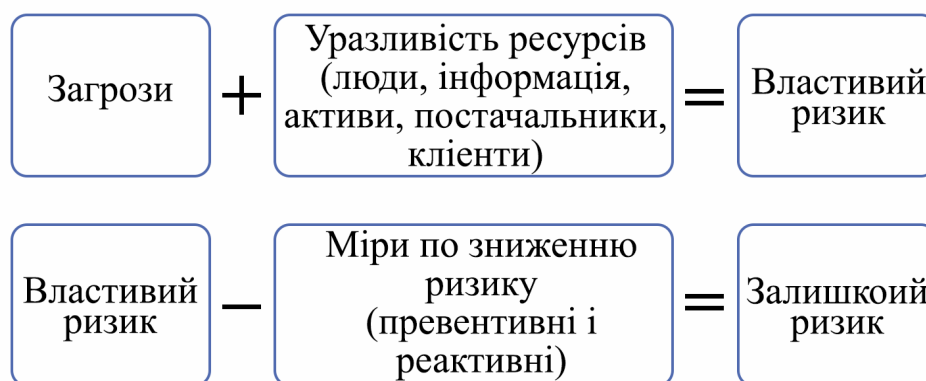 Загрози
+
Уразливість ресурсів
(люди, інформація,
активи, постачальники,
клієнти)
=
Властивий
ризик
Властивий
ризик
–
Міри по зниженню
ризику
(превентивні і
реактивні)
=
Залишкоий
ризик